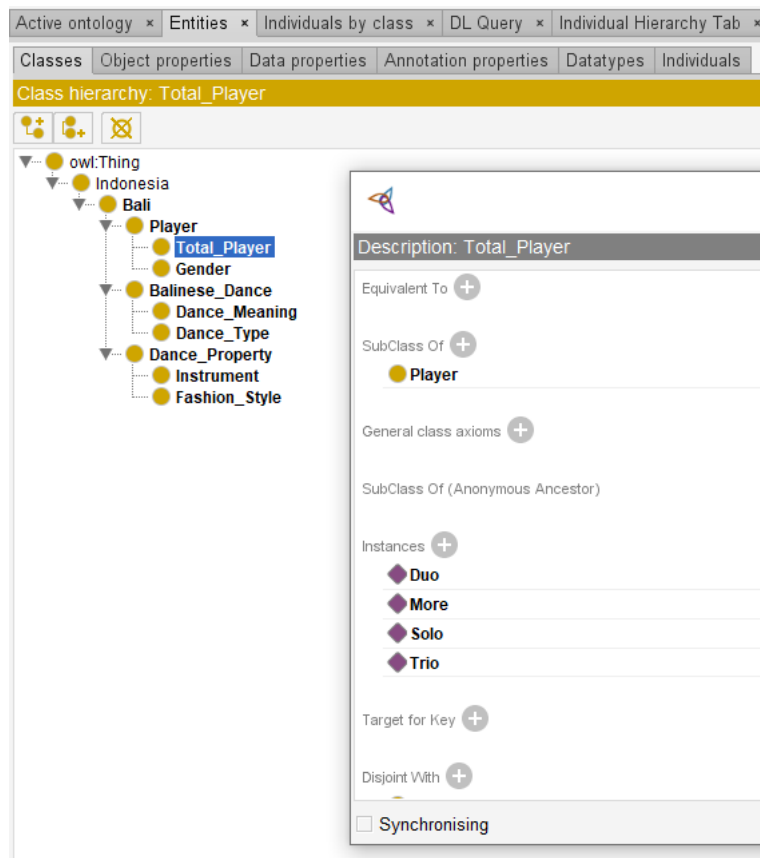 Active ontology × Entities × Individuals by class × DL Query × Individual Hierarchy Tab ×
Classes Object properties Data properties Annotation properties Datatypes Individuals
Class hierarchy: Total_Player
owl:Thing
Indonesia
Bali
Player
Total_Player
Gender
Balinese_Dance
Dance_Meaning
Dance_Type
Dance_Property
Instrument
Fashion_Style
Description: Total_Player
Equivalent To
SubClass Of
Player
General class axioms
SubClass Of (Anonymous Ancestor)
Instances
Duo
More
Solo
Trio
Target for Key
Disjoint With
Synchronising